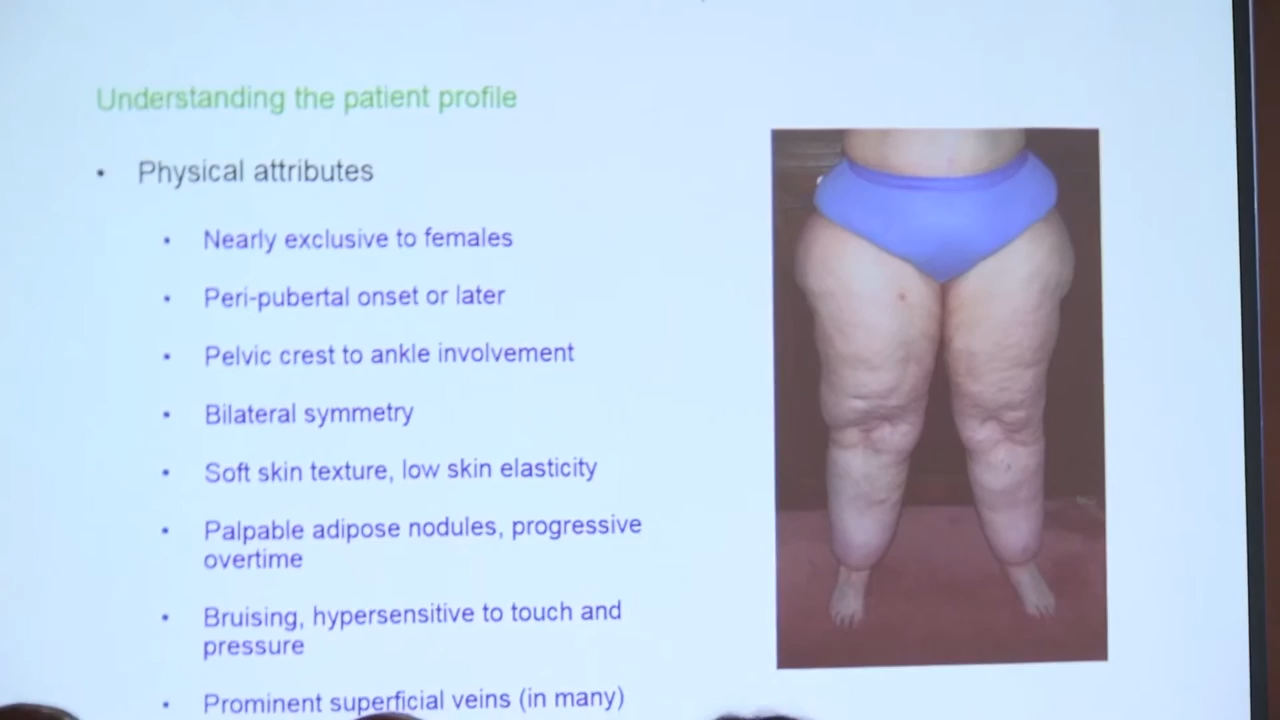 Understanding the patient profile
• Physical attributes
• Nearly exclusive to females
• Peri-pubertal onset or later
• Pelvic crest to ankle involvement
• Bilateral symmetry
• Soft skin texture, low skin elasticity
• Palpable adipose nodules, progressive
overtime
• Bruising, hypersensitive to touch and
pressure
• Prominent superficial veins (in many)